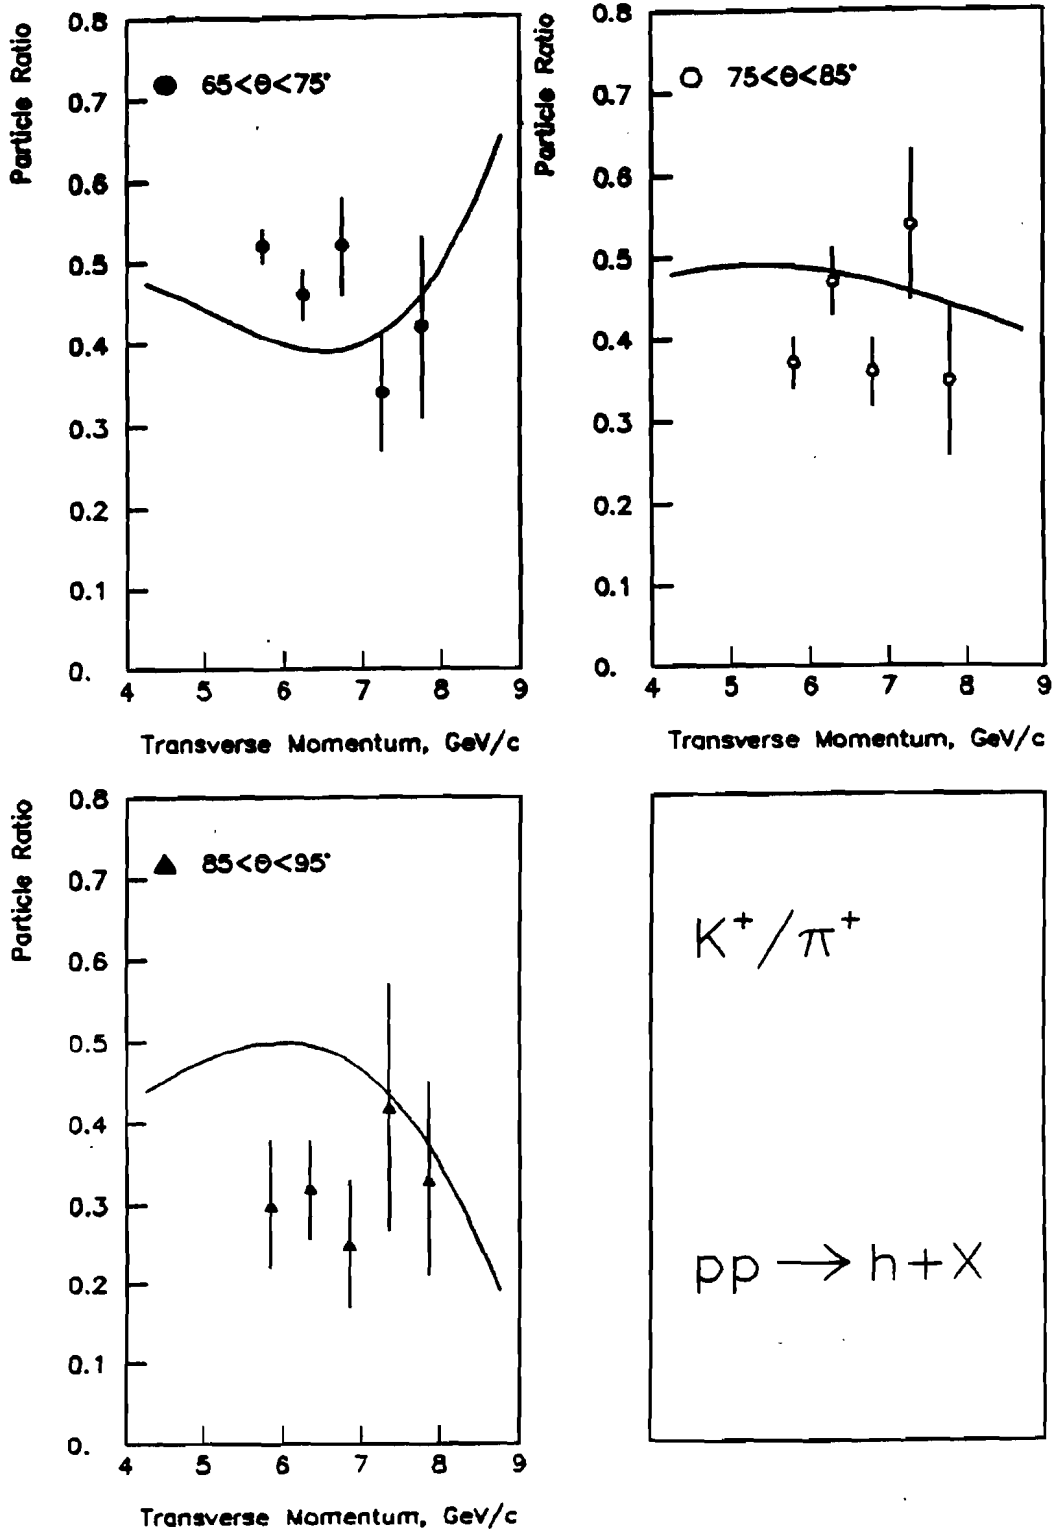 Particle Ratio
0.8
0.7
0.6
0.5
0.4
0.3
0.2
0.1
0.
● 65<θ<75°
4 5 6 7 8 9
Transverse Momentum, GeV/c
Particle Ratio
0.8
0.7
0.6
0.5
0.4
0.3
0.2
0.1
0.
○ 75<θ<85°
4 5 6 7 8 9
Transverse Momentum, GeV/c
Particle Ratio
0.8
0.7
0.6
0.5
0.4
0.3
0.2
0.1
0.
▲ 85<θ<95°
4 5 6 7 8 9
Transverse Momentum, GeV/c
K⁺/π⁺
pp → h+X